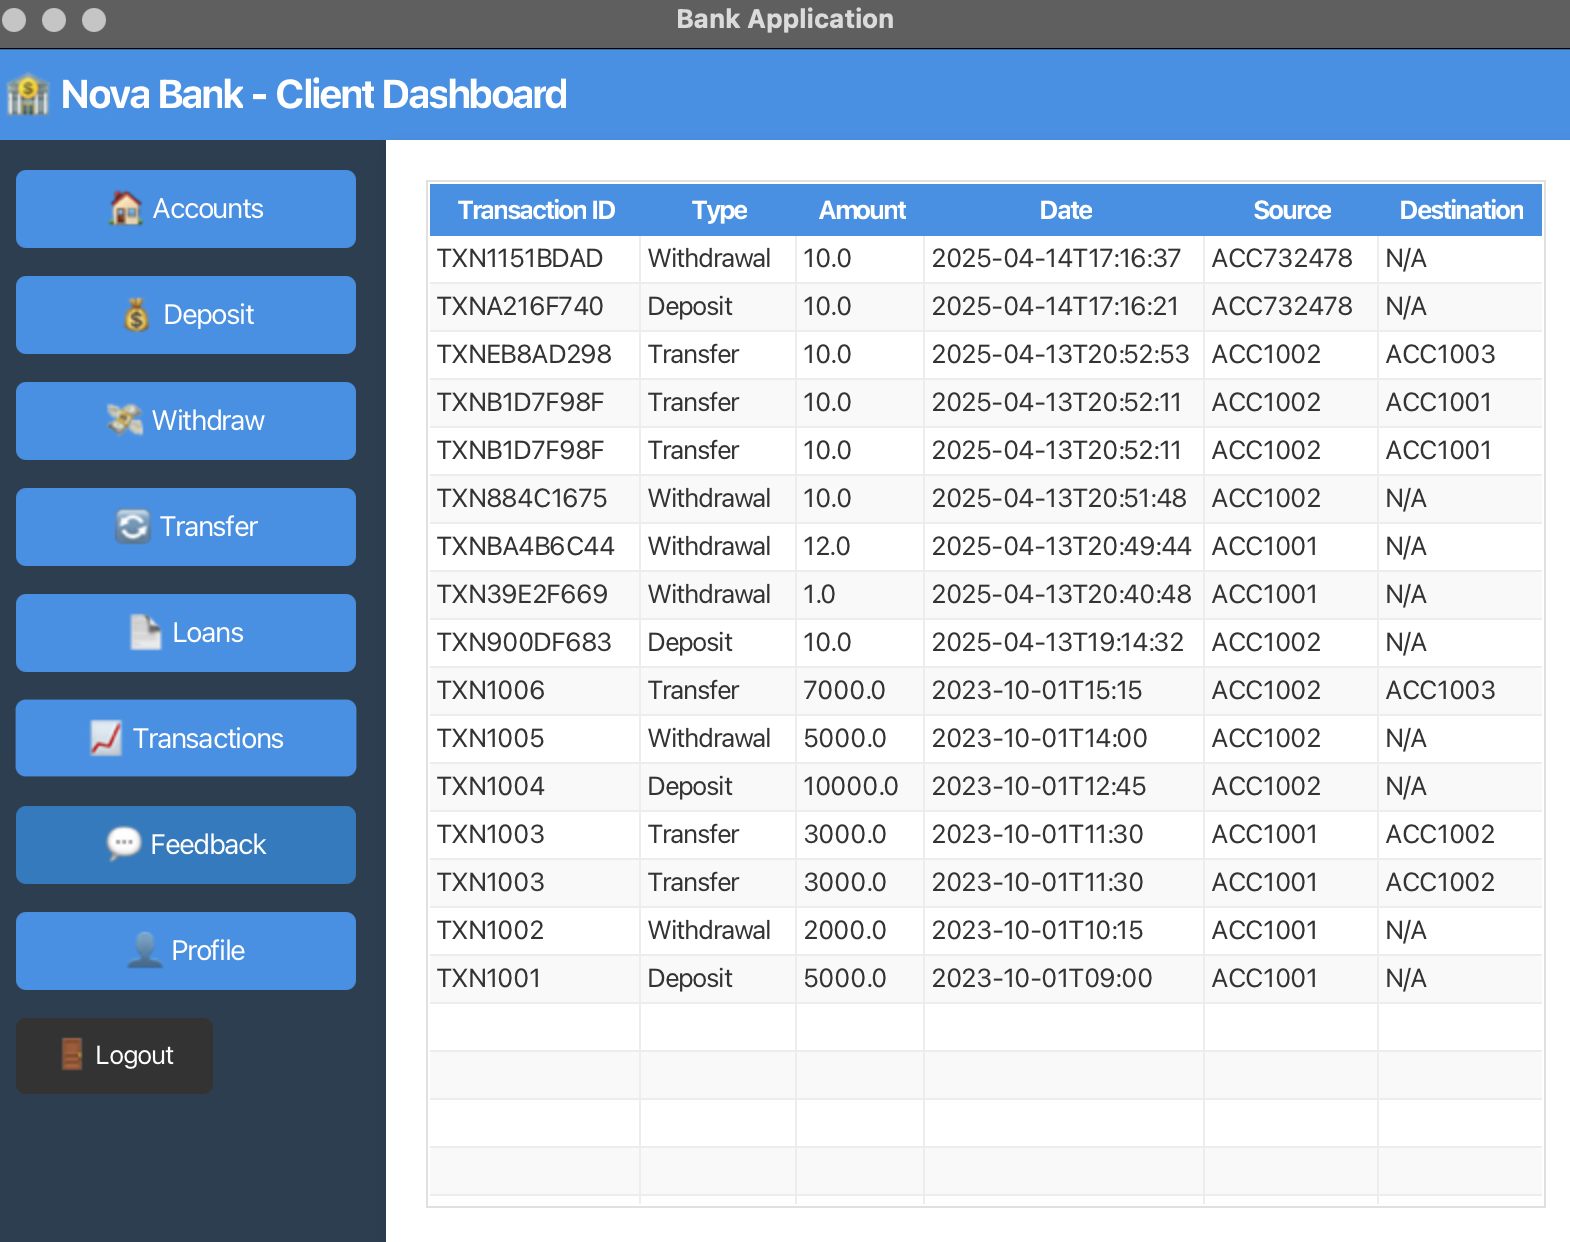 Bank Application
Nova Bank - Client Dashboard
Accounts
Deposit
Withdraw
Transfer
Loans
Transactions
Feedback
Profile
Logout
Transaction ID Type Amount Date Source Destination
TXN1151BDAD Withdrawal 10.0 2025-04-14T17:16:37 ACC732478 N/A
TXNA216F740 Deposit 10.0 2025-04-14T17:16:21 ACC732478 N/A
TXNEB8AD298 Transfer 10.0 2025-04-13T20:52:53 ACC1002 ACC1003
TXNB1D7F98F Transfer 10.0 2025-04-13T20:52:11 ACC1002 ACC1001
TXNB1D7F98F Transfer 10.0 2025-04-13T20:52:11 ACC1002 ACC1001
TXN884C1675 Withdrawal 10.0 2025-04-13T20:51:48 ACC1002 N/A
TXNBA4B6C44 Withdrawal 12.0 2025-04-13T20:49:44 ACC1001 N/A
TXN39E2F669 Withdrawal 1.0 2025-04-13T20:40:48 ACC1001 N/A
TXN900DF683 Deposit 10.0 2025-04-13T19:14:32 ACC1002 N/A
TXN1006 Transfer 7000.0 2023-10-01T15:15 ACC1002 ACC1003
TXN1005 Withdrawal 5000.0 2023-10-01T14:00 ACC1002 N/A
TXN1004 Deposit 10000.0 2023-10-01T12:45 ACC1002 N/A
TXN1003 Transfer 3000.0 2023-10-01T11:30 ACC1001 ACC1002
TXN1003 Transfer 3000.0 2023-10-01T11:30 ACC1001 ACC1002
TXN1002 Withdrawal 2000.0 2023-10-01T10:15 ACC1001 N/A
TXN1001 Deposit 5000.0 2023-10-01T09:00 ACC1001 N/A